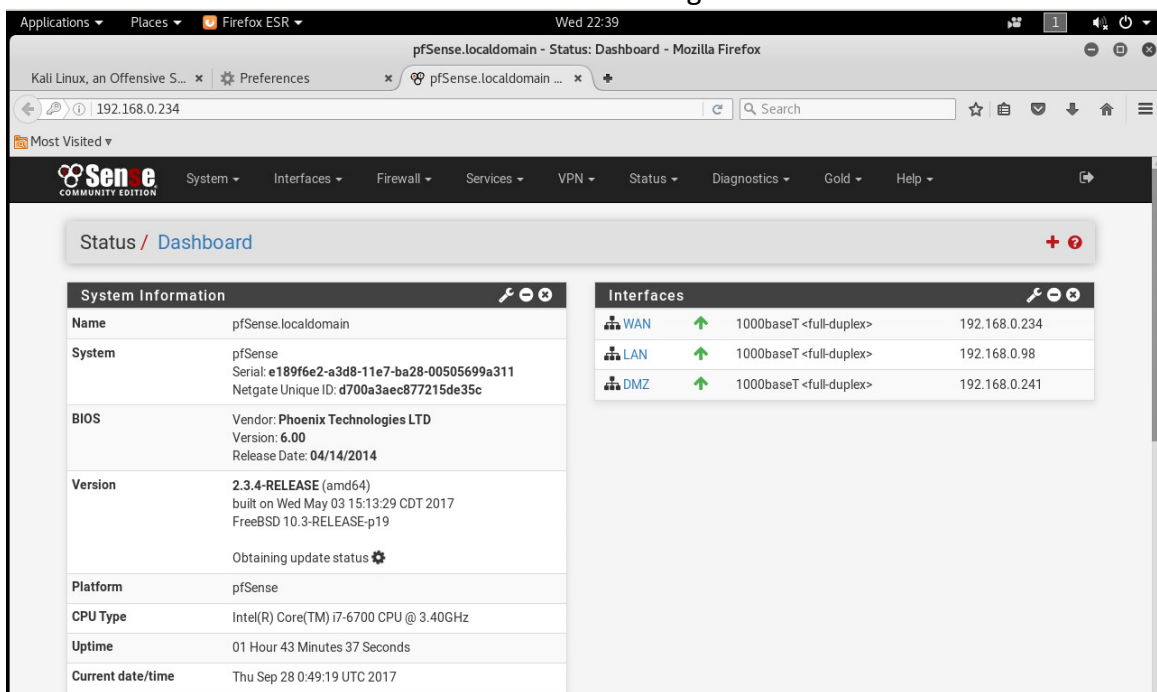 Applications Places Firefox ESR Wed 22:39 1
pfSense.localdomain - Status: Dashboard - Mozilla Firefox
Kali Linux, an Offensive S... Preferences pfSense.localdomain ...
192.168.0.234 Search
Most Visited
Sense COMMUNITY EDITION System Interfaces Firewall Services VPN Status Diagnostics Gold Help
Status / Dashboard
System Information
Name pfSense.localdomain
System pfSense
Serial: e189f6e2-a3d8-11e7-ba28-00505699a311
Netgate Unique ID: d700a3aec877215de35c
BIOS Vendor: Phoenix Technologies LTD
Version: 6.00
Release Date: 04/14/2014
Version 2.3.4-RELEASE (amd64)
built on Wed May 03 15:13:29 CDT 2017
FreeBSD 10.3-RELEASE-p19
Obtaining update status
Platform pfSense
CPU Type Intel(R) Core(TM) i7-6700 CPU @ 3.40GHz
Uptime 01 Hour 43 Minutes 37 Seconds
Current date/time Thu Sep 28 0:49:19 UTC 2017
Interfaces
WAN 1000baseT <full-duplex> 192.168.0.234
LAN 1000baseT <full-duplex> 192.168.0.98
DMZ 1000baseT <full-duplex> 192.168.0.241